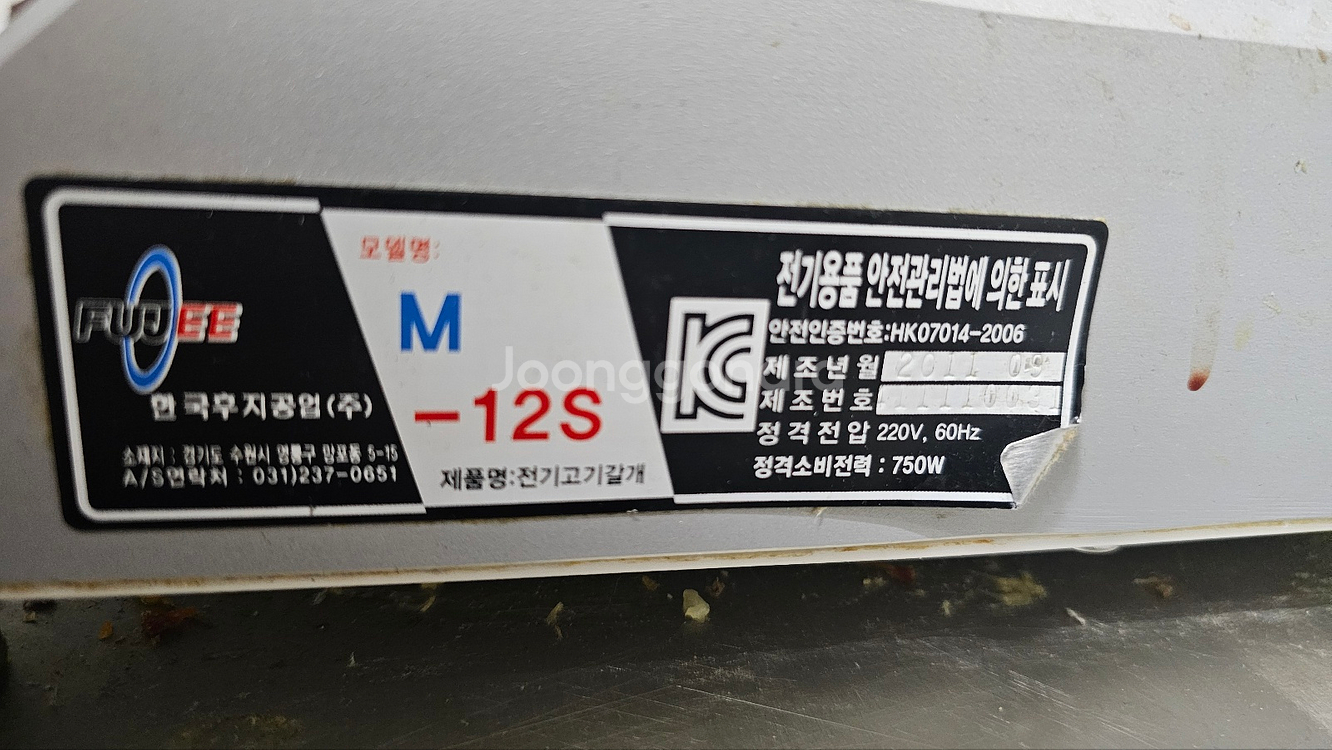 FUJEE
한국후지공업(주)
소재지 : 경기도 수원시 영통구 망포동 5-15
A/S연락처 : 031)237-0651
모델명:
M
-12S
제품명:전기고기갈개
전기용품 안전관리법에 의한 표시
안전인증번호:HK07014-2006
제조년월 2011 09
제조번호
정격전압 220V, 60Hz
정격소비전력 : 750W